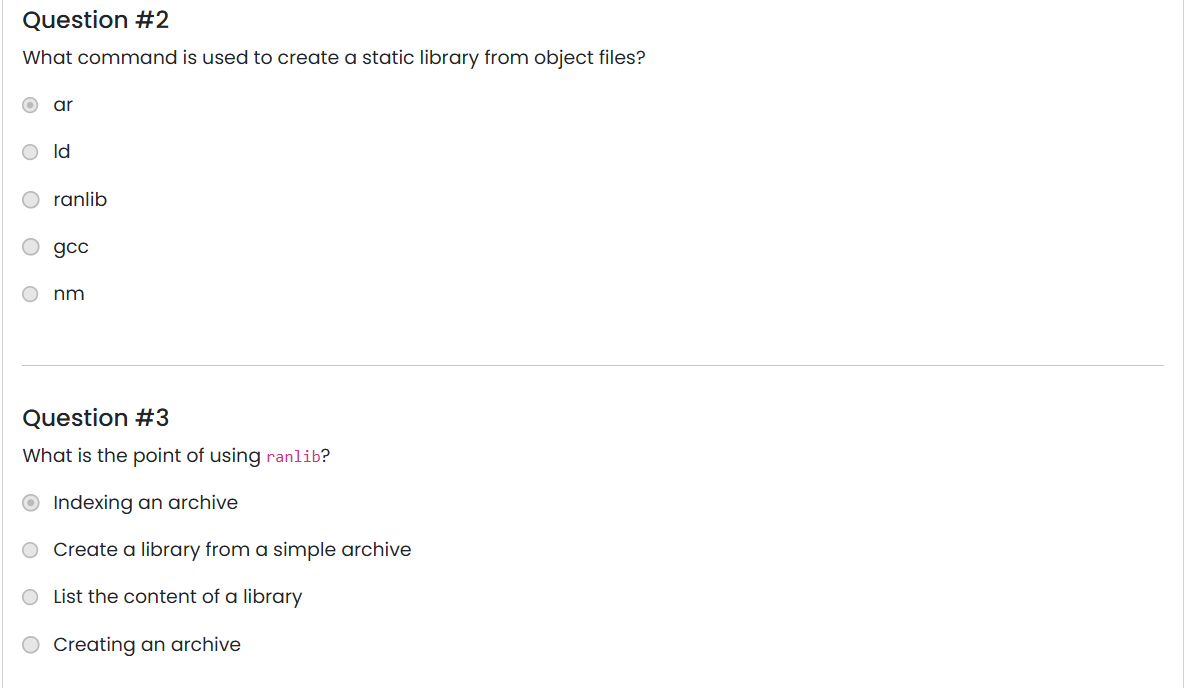 Question #2
What command is used to create a static library from object files?
ar
ld
ranlib
gcc
nm
Question #3
What is the point of using ranlib?
Indexing an archive
Create a library from a simple archive
List the content of a library
Creating an archive